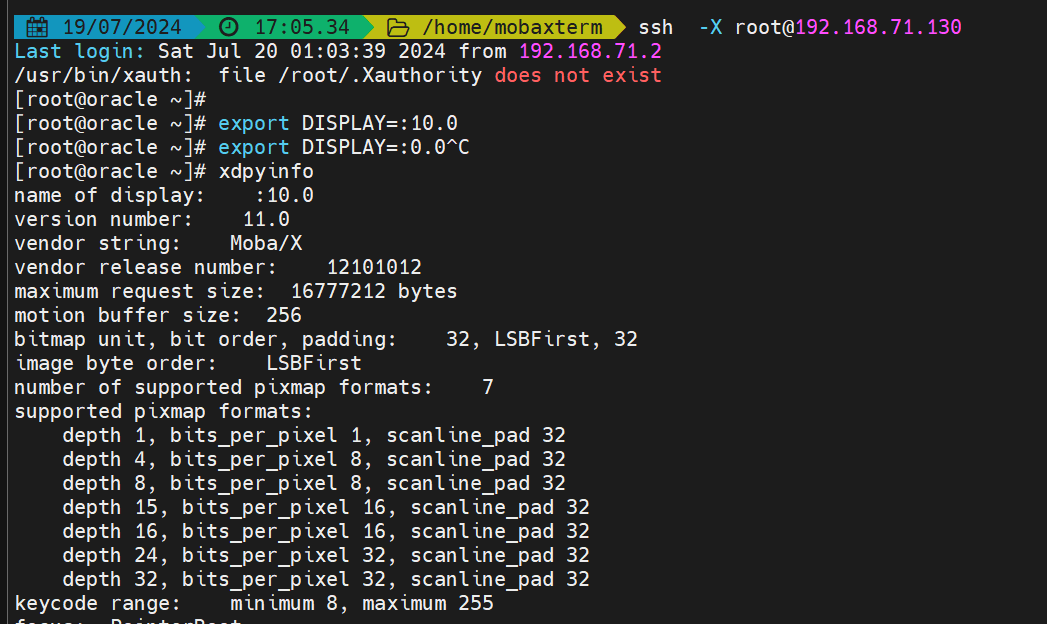 19/07/2024 17:05.34 /home/mobaxterm ssh -X root@192.168.71.130
Last login: Sat Jul 20 01:03:39 2024 from 192.168.71.2
/usr/bin/xauth:  file /root/.Xauthority does not exist
[root@oracle ~]#
[root@oracle ~]# export DISPLAY=:10.0
[root@oracle ~]# export DISPLAY=:0.0^C
[root@oracle ~]# xdpyinfo
name of display:    :10.0
version number:    11.0
vendor string:    Moba/X
vendor release number:    12101012
maximum request size:  16777212 bytes
motion buffer size:  256
bitmap unit, bit order, padding:    32, LSBFirst, 32
image byte order:    LSBFirst
number of supported pixmap formats:    7
supported pixmap formats:
    depth 1, bits_per_pixel 1, scanline_pad 32
    depth 4, bits_per_pixel 8, scanline_pad 32
    depth 8, bits_per_pixel 8, scanline_pad 32
    depth 15, bits_per_pixel 16, scanline_pad 32
    depth 16, bits_per_pixel 16, scanline_pad 32
    depth 24, bits_per_pixel 32, scanline_pad 32
    depth 32, bits_per_pixel 32, scanline_pad 32
keycode range:    minimum 8, maximum 255